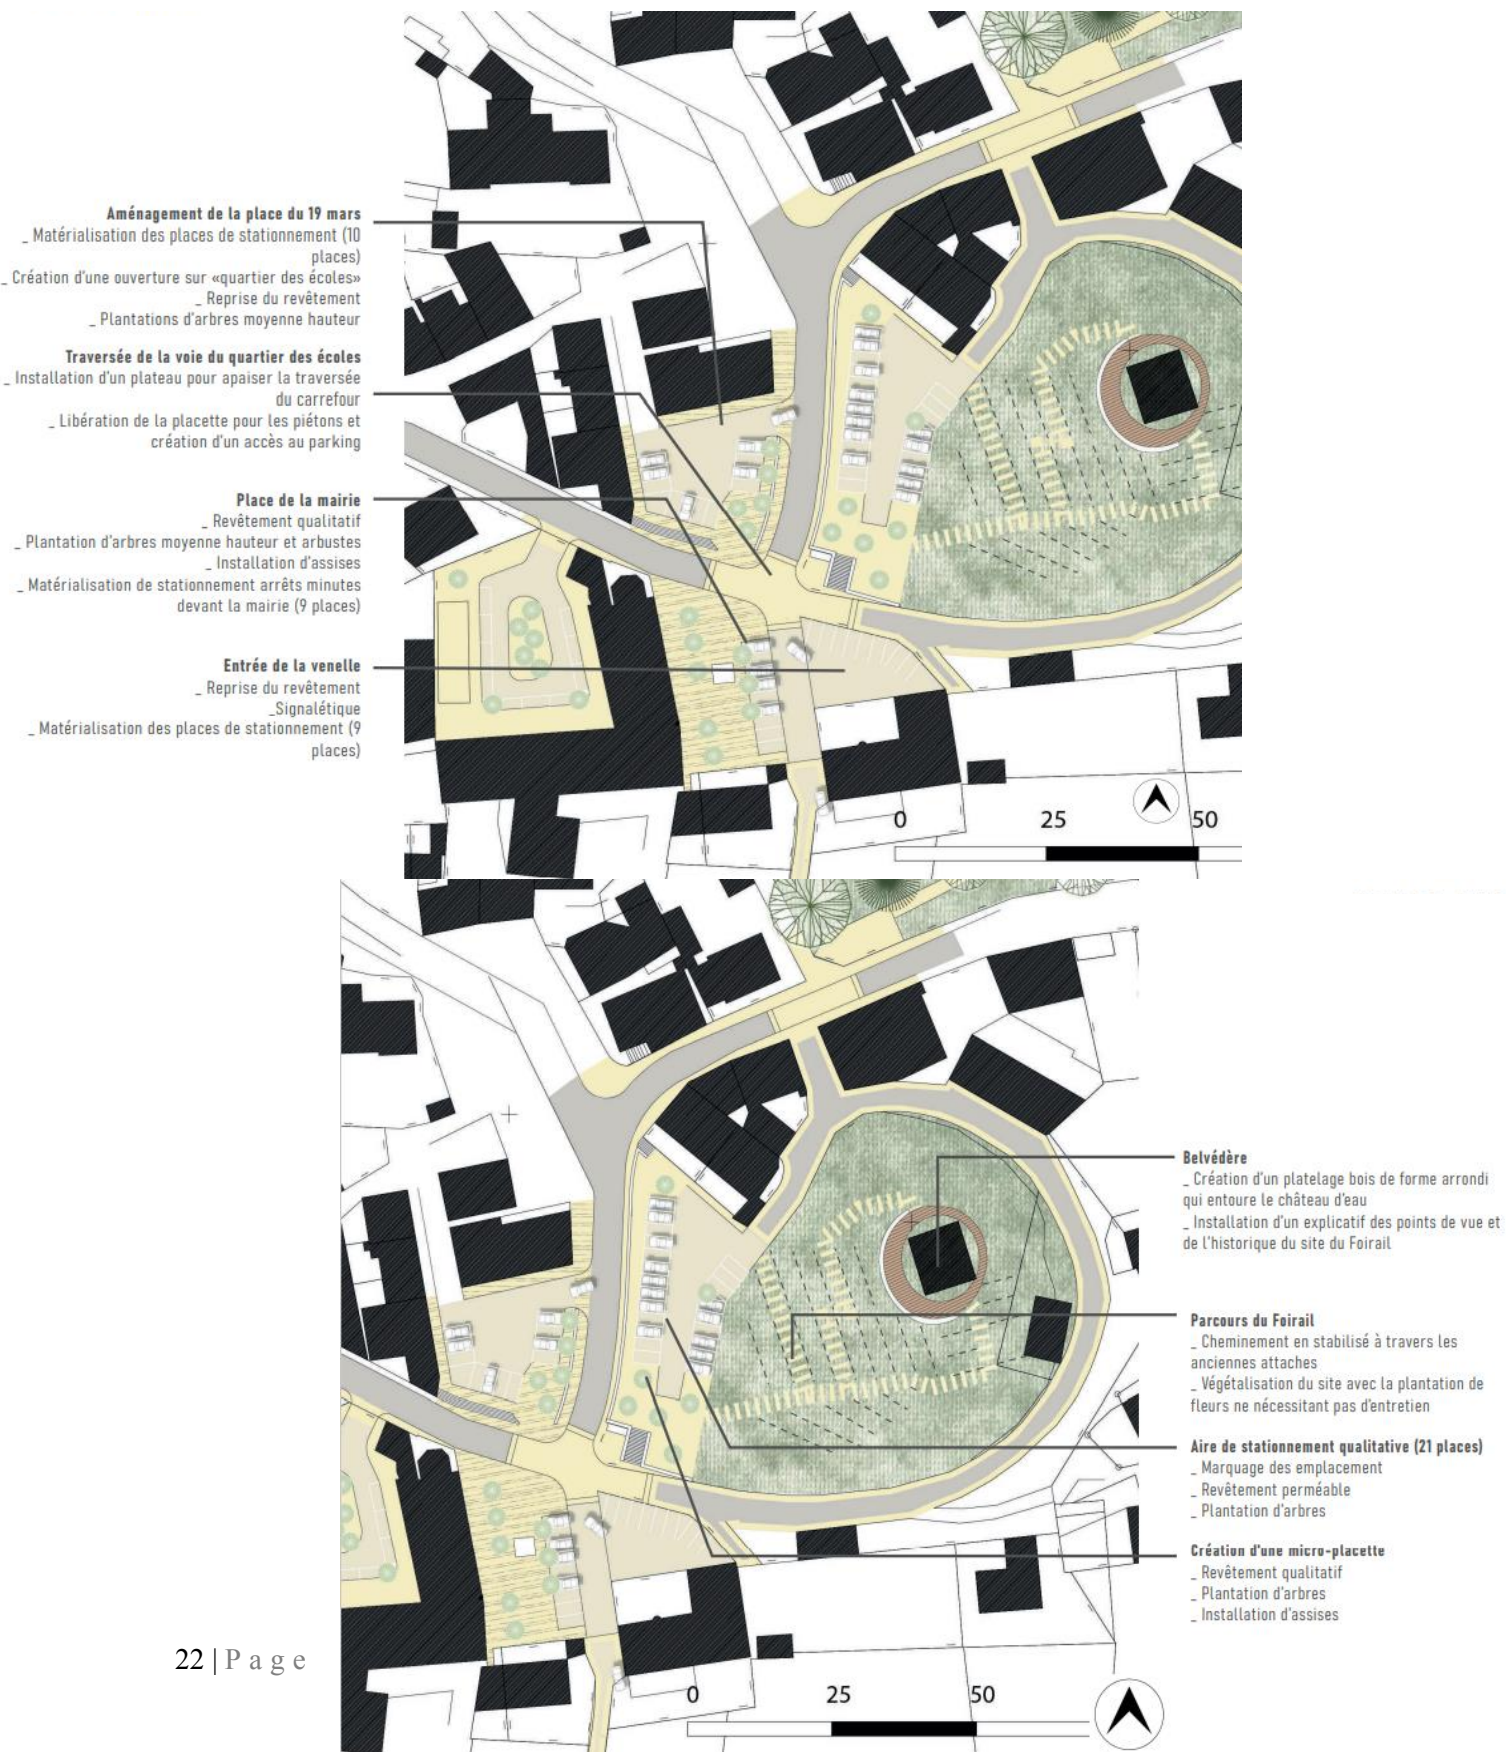 Aménagement de la place du 19 mars
_ Matérialisation des places de stationnement (10
places)
_ Création d'une ouverture sur «quartier des écoles»
_ Reprise du revêtement
_ Plantations d'arbres moyenne hauteur
Traversée de la voie du quartier des écoles
_ Installation d'un plateau pour apaiser la traversée
du carrefour
_ Libération de la placette pour les piétons et
création d'un accès au parking
Place de la mairie
_ Revêtement qualitatif
_ Plantation d'arbres moyenne hauteur et arbustes
_ Installation d'assises
_ Matérialisation de stationnement arrêts minutes
devant la mairie (9 places)
Entrée de la venelle
_ Reprise du revêtement
_Signalétique
_ Matérialisation des places de stationnement (9
places)
0 25 50
Belvédère
_ Création d'un platelage bois de forme arrondi
qui entoure le château d'eau
_ Installation d'un explicatif des points de vue et
de l'historique du site du Foirail
Parcours du Foirail
_ Cheminement en stabilisé à travers les
anciennes attaches
_ Végétalisation du site avec la plantation de
fleurs ne nécessitant pas d'entretien
Aire de stationnement qualitative (21 places)
_ Marquage des emplacement
_ Revêtement perméable
_ Plantation d'arbres
Création d'une micro-placette
_ Revêtement qualitatif
_ Plantation d'arbres
_ Installation d'assises
22 | P a g e
0 25 50